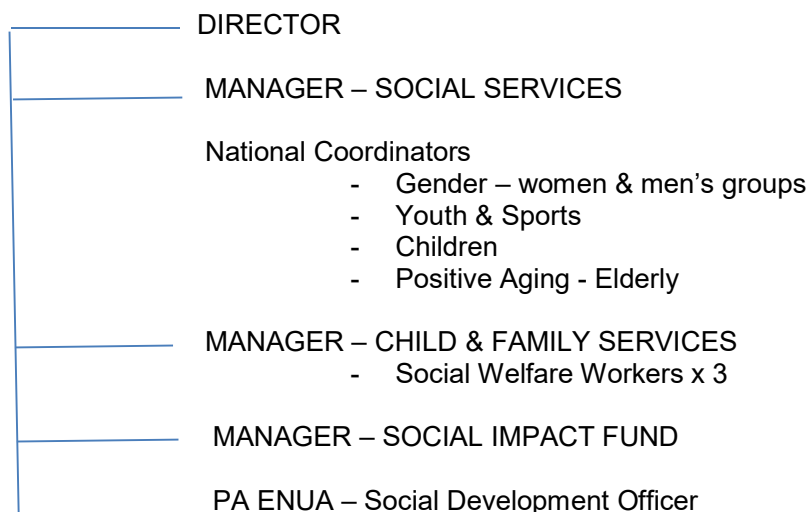 DIRECTOR
MANAGER – SOCIAL SERVICES
National Coordinators
- Gender – women & men’s groups
- Youth & Sports
- Children
- Positive Aging - Elderly
MANAGER – CHILD & FAMILY SERVICES
- Social Welfare Workers x 3
MANAGER – SOCIAL IMPACT FUND
PA ENUA – Social Development Officer